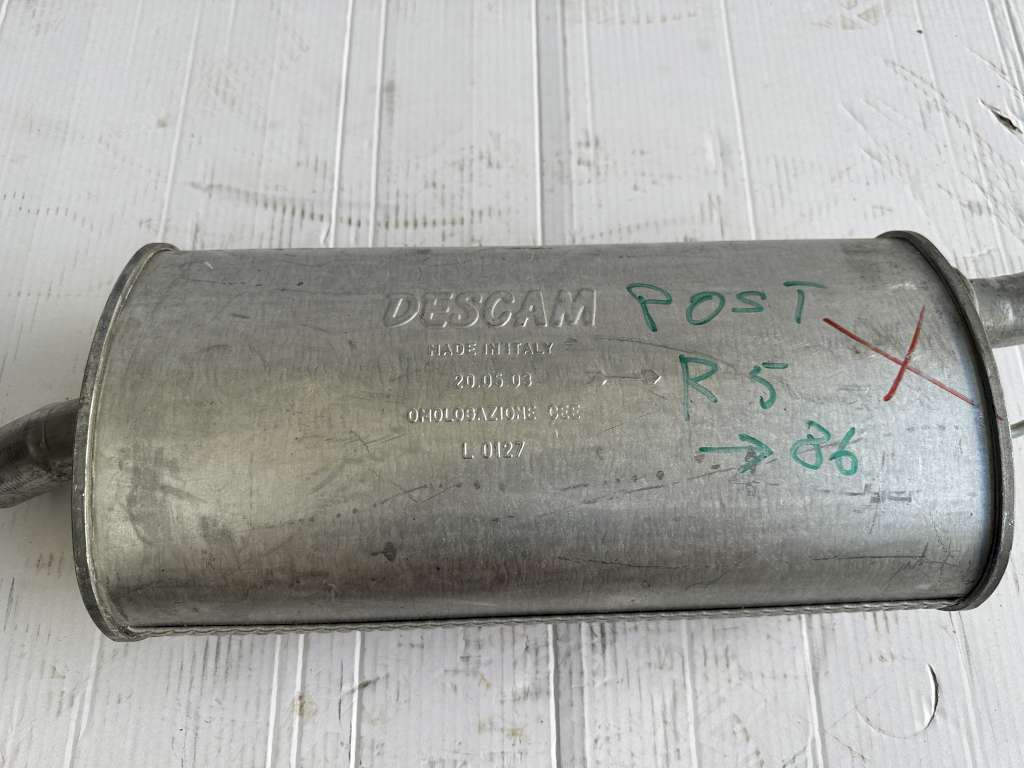 DESCAM
MADE IN ITALY
20.05.03
OMOLOGAZIONE CEE
L 0127
POST
R5
→ 86
X